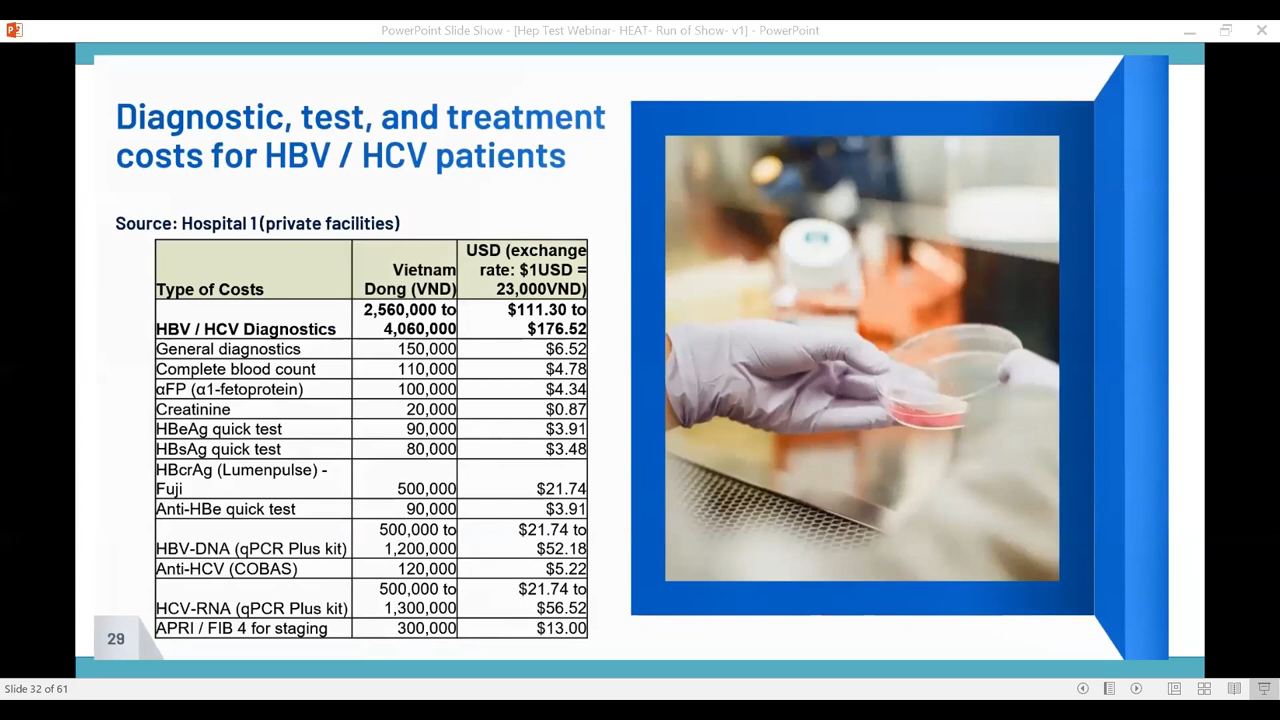 PowerPoint Slide Show - [Hep Test Webinar- HEAT- Run of Show- v1] - PowerPoint
Diagnostic, test, and treatment
costs for HBV / HCV patients
Source: Hospital 1 (private facilities)
Type of Costs Vietnam Dong (VND) USD (exchange rate: $1USD = 23,000VND)
HBV / HCV Diagnostics 2,560,000 to 4,060,000 $111.30 to $176.52
General diagnostics 150,000 $6.52
Complete blood count 110,000 $4.78
αFP (α1-fetoprotein) 100,000 $4.34
Creatinine 20,000 $0.87
HBeAg quick test 90,000 $3.91
HBsAg quick test 80,000 $3.48
HBcrAg (Lumenpulse) - Fuji 500,000 $21.74
Anti-HBe quick test 90,000 $3.91
HBV-DNA (qPCR Plus kit) 500,000 to 1,200,000 $21.74 to $52.18
Anti-HCV (COBAS) 120,000 $5.22
HCV-RNA (qPCR Plus kit) 500,000 to 1,300,000 $21.74 to $56.52
APRI / FIB 4 for staging 300,000 $13.00
29
Slide 32 of 61